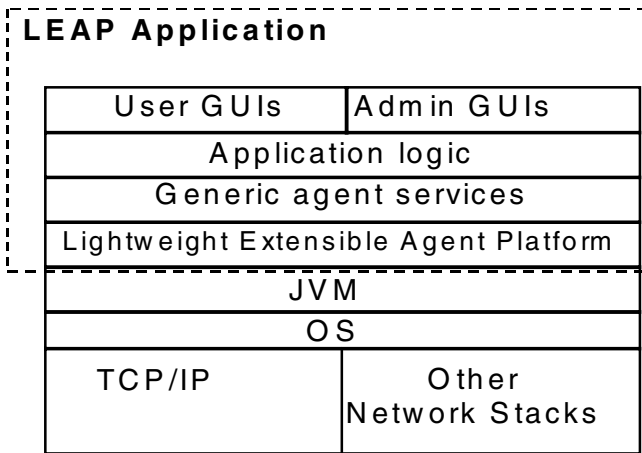 LEAP Application
User GUIs
Admin GUIs
Application logic
Generic agent services
Lightweight Extensible Agent Platform
JVM
OS
TCP/IP
Other
Network Stacks